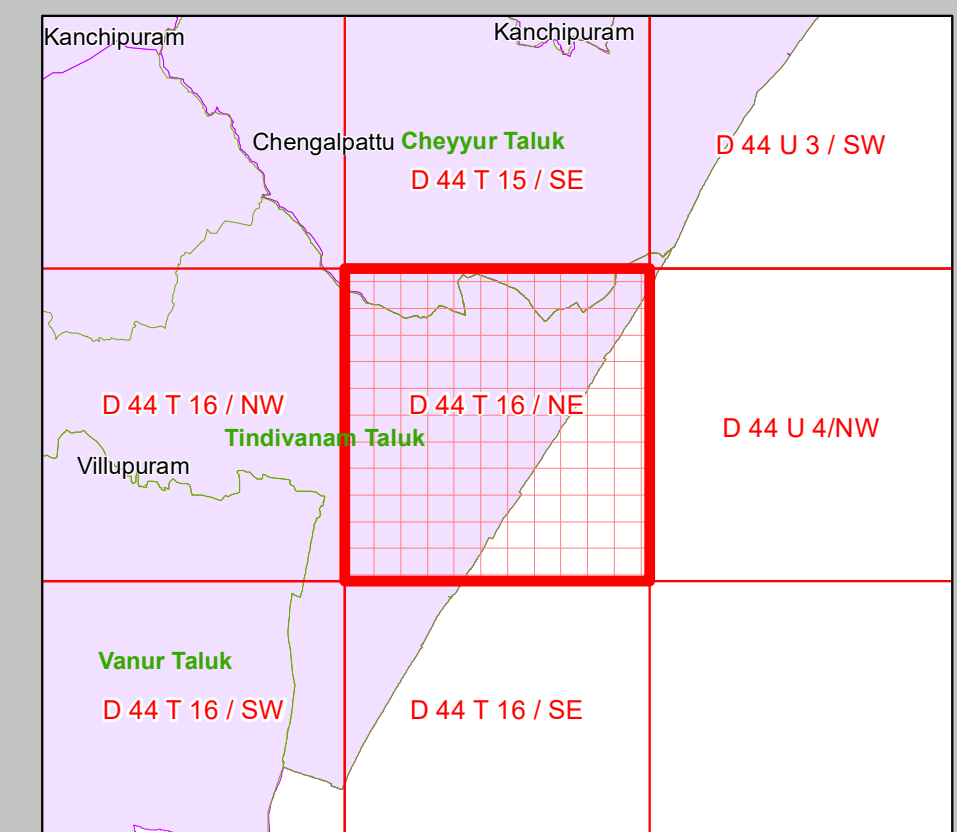 Kanchipuram
Kanchipuram
Chengalpattu
Cheyyur Taluk
D 44 U 3 / SW
D 44 T 15 / SE
D 44 T 16 / NW
D 44 T 16 / NE
D 44 U 4/NW
Tindivanam Taluk
Villupuram
Vanur Taluk
D 44 T 16 / SW
D 44 T 16 / SE